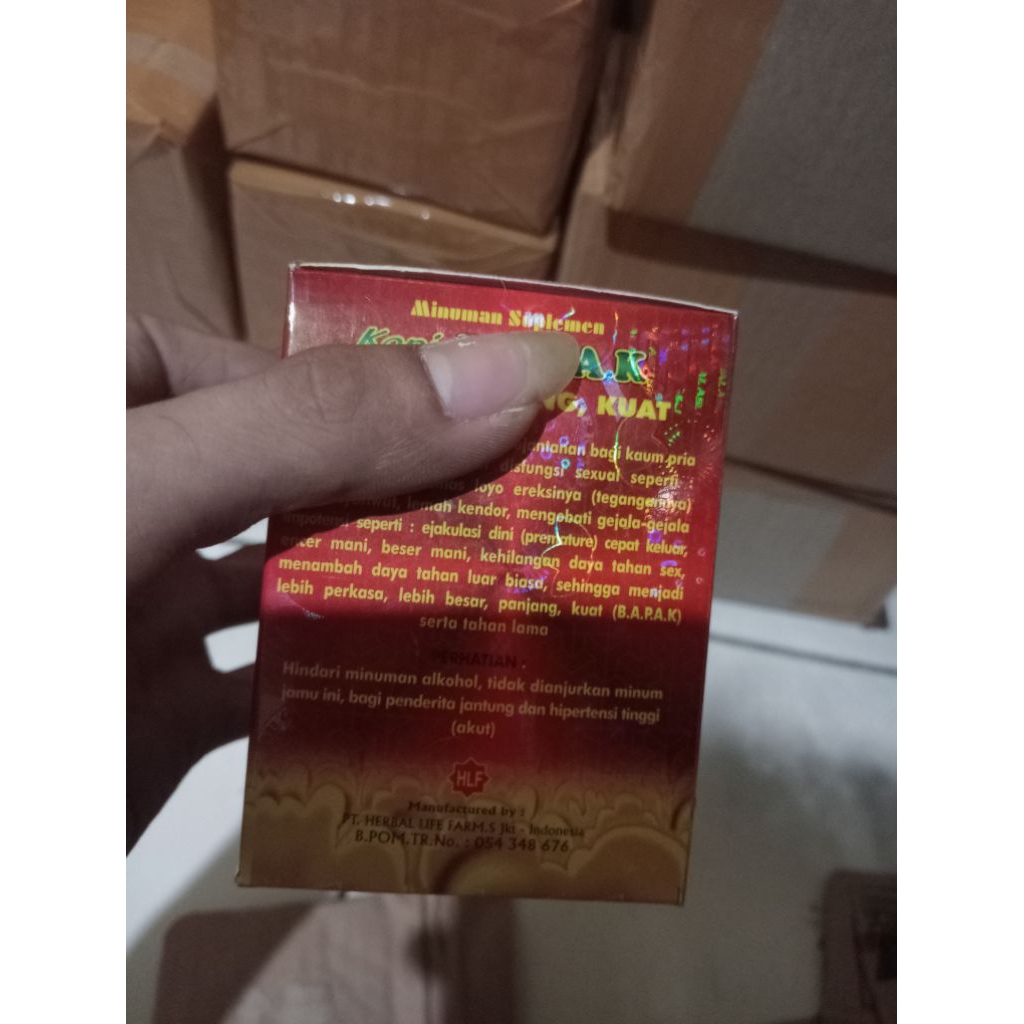 Minuman Suplemen
Kopi A.K
NG, KUAT
jantanan bagi kaum pria
disfungsi sexual seperti
loyo ereksinya (tegangannya)
lemah kendor, mengobati gejala-gejala
impotensi seperti : ejakulasi dini (premature) cepat keluar,
encer mani, beser mani, kehilangan daya tahan sex,
menambah daya tahan luar biasa, sehingga menjadi
lebih perkasa, lebih besar, panjang, kuat (B.A.P.A.K)
serta tahan lama
PERHATIAN :
Hindari minuman alkohol, tidak dianjurkan minum
jamu ini, bagi penderita jantung dan hipertensi tinggi
(akut)
HLF
Manufactured by :
PT. HERBAL LIFE FARM.S Jkt - Indonesia
B.POM.TR.No. : 054 348 676